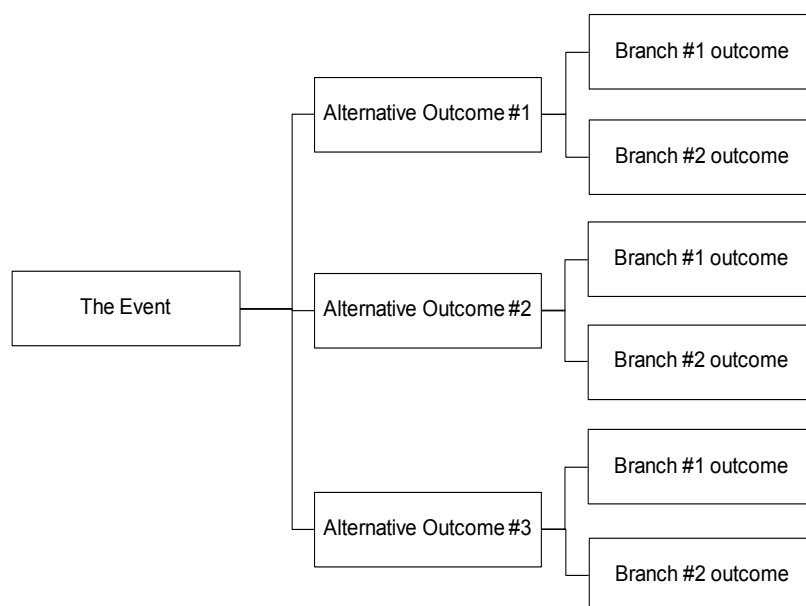 Branch #1 outcome
Alternative Outcome #1
Branch #2 outcome
Branch #1 outcome
The Event
Alternative Outcome #2
Branch #2 outcome
Branch #1 outcome
Alternative Outcome #3
Branch #2 outcome